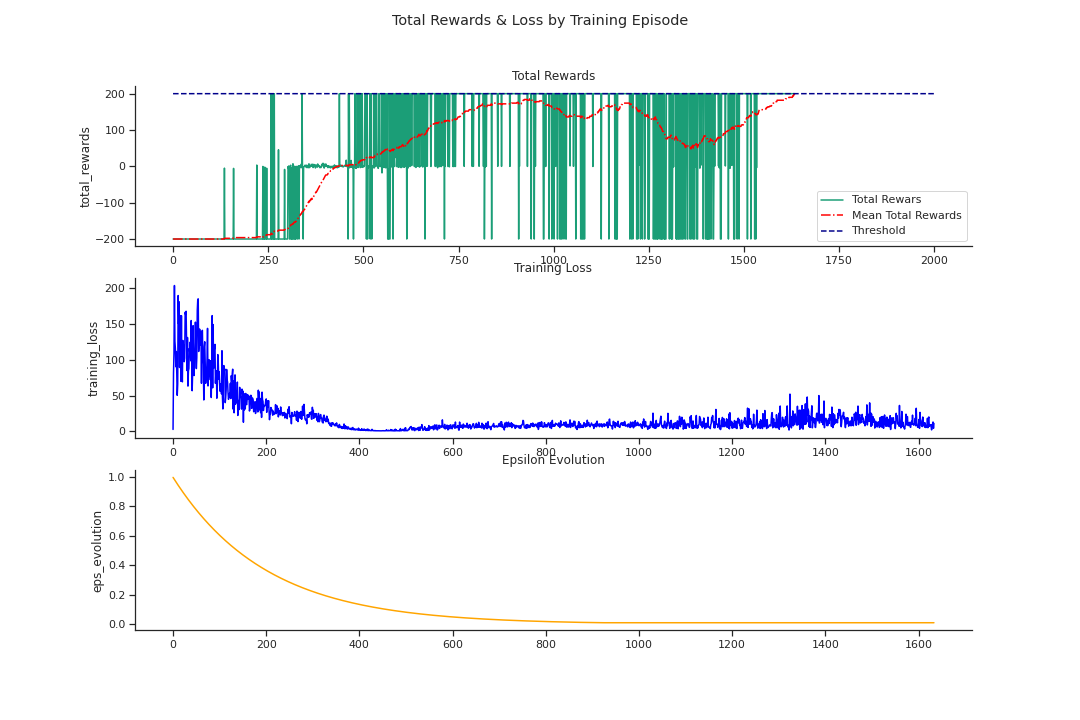 Total Rewards & Loss by Training Episode
Total Rewards
total_rewards
200
100
0
−100
−200
Total Rewars
Mean Total Rewards
Threshold
0 250 500 750 1000 1250 1500 1750 2000
Training Loss
training_loss
200
150
100
50
0
0 200 400 600 800 1000 1200 1400 1600
Epsilon Evolution
eps_evolution
1.0
0.8
0.6
0.4
0.2
0.0
0 200 400 600 800 1000 1200 1400 1600